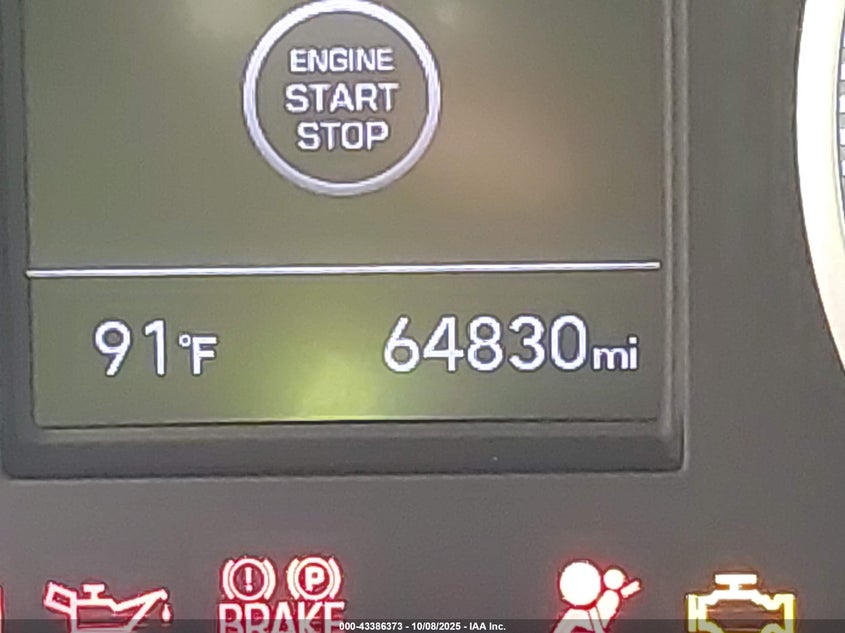 ENGINE
START
STOP
91°F 64830mi
! P
BRAKE
000-43386373 - 10/08/2025 - IAA Inc.